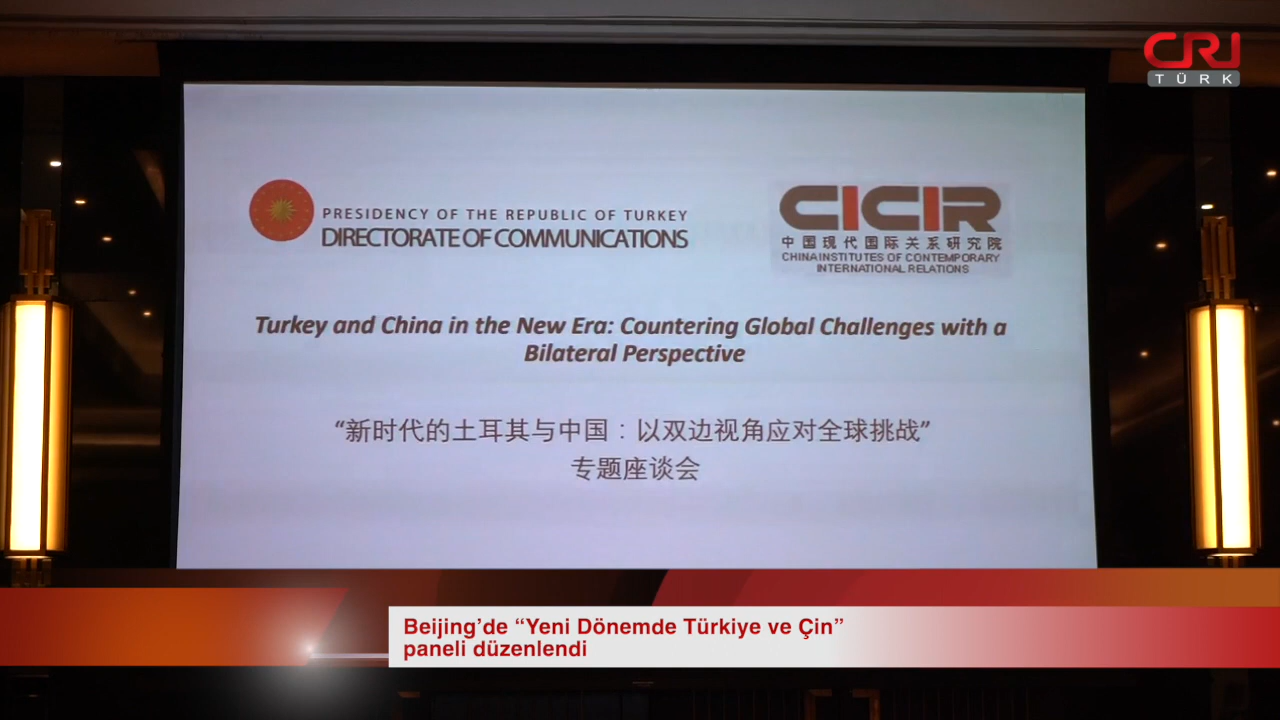 CRI
TÜRK
PRESIDENCY OF THE REPUBLIC OF TURKEY
DIRECTORATE OF COMMUNICATIONS
CICIR
中国现代国际关系研究院
CHINA INSTITUTES OF CONTEMPORARY
INTERNATIONAL RELATIONS
Turkey and China in the New Era: Countering Global Challenges with a
Bilateral Perspective
“新时代的土耳其与中国：以双边视角应对全球挑战”
专题座谈会
Beijing’de “Yeni Dönemde Türkiye ve Çin”
paneli düzenlendi